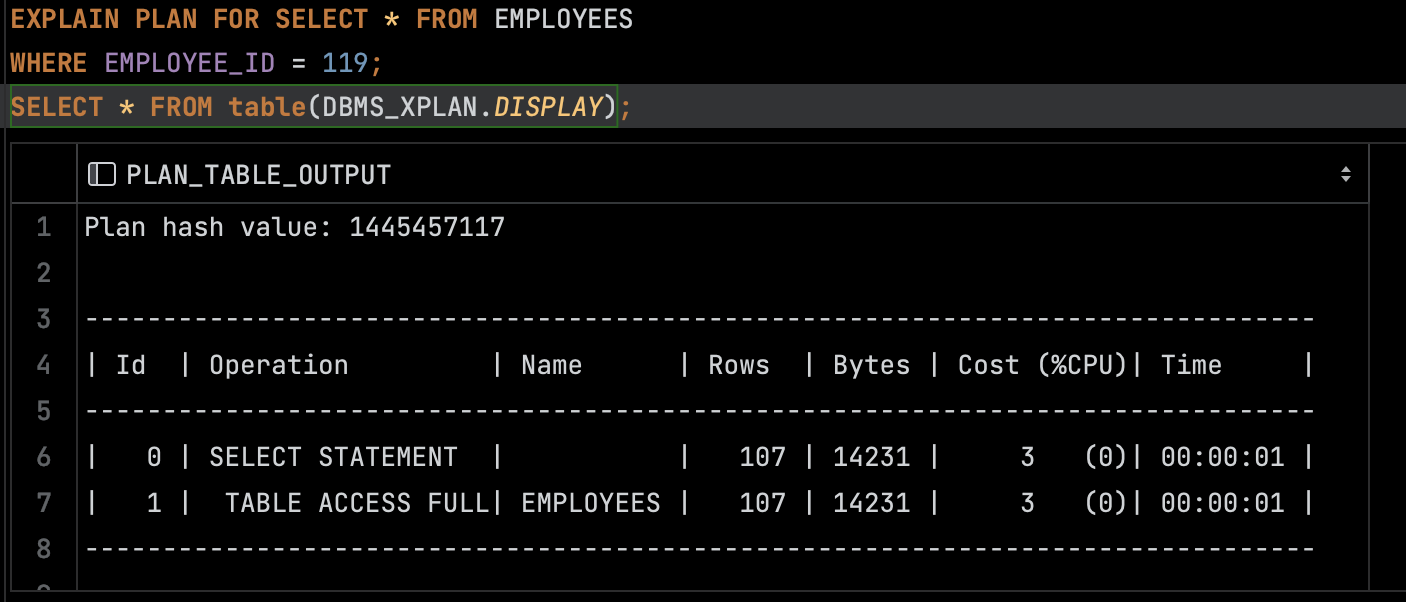 EXPLAIN PLAN FOR SELECT * FROM EMPLOYEES
WHERE EMPLOYEE_ID = 119;
SELECT * FROM table(DBMS_XPLAN.DISPLAY);
PLAN_TABLE_OUTPUT
1 Plan hash value: 1445457117
2
3 -------------------------------------------------------------------------------
4 | Id  | Operation         | Name      | Rows  | Bytes | Cost (%CPU)| Time     |
5 -------------------------------------------------------------------------------
6 |   0 | SELECT STATEMENT  |           |   107 | 14231 |     3   (0)| 00:00:01 |
7 |   1 |  TABLE ACCESS FULL| EMPLOYEES |   107 | 14231 |     3   (0)| 00:00:01 |
8 -------------------------------------------------------------------------------